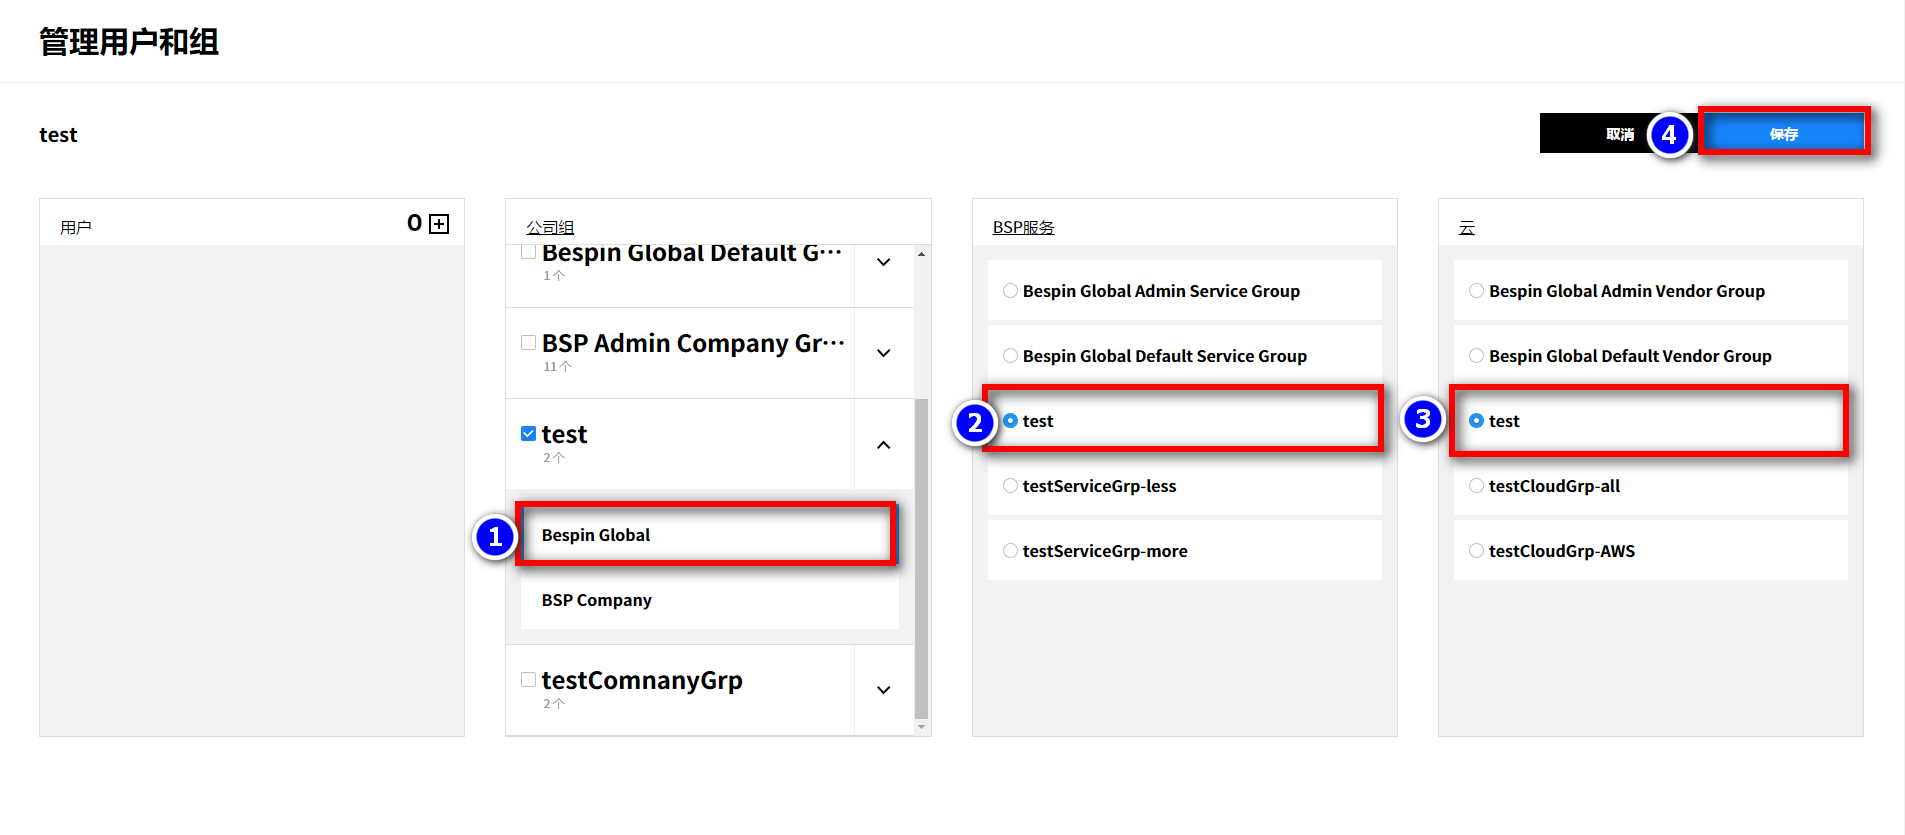 管理用户和组
test
取消
4
保存
用户
0
公司组
Bespin Global Default G···
1个
BSP Admin Company Gr···
11个
test
2个
1
Bespin Global
BSP Company
testComnanyGrp
2个
BSP服务
Bespin Global Admin Service Group
Bespin Global Default Service Group
2
test
testServiceGrp-less
testServiceGrp-more
云
Bespin Global Admin Vendor Group
Bespin Global Default Vendor Group
3
test
testCloudGrp-all
testCloudGrp-AWS